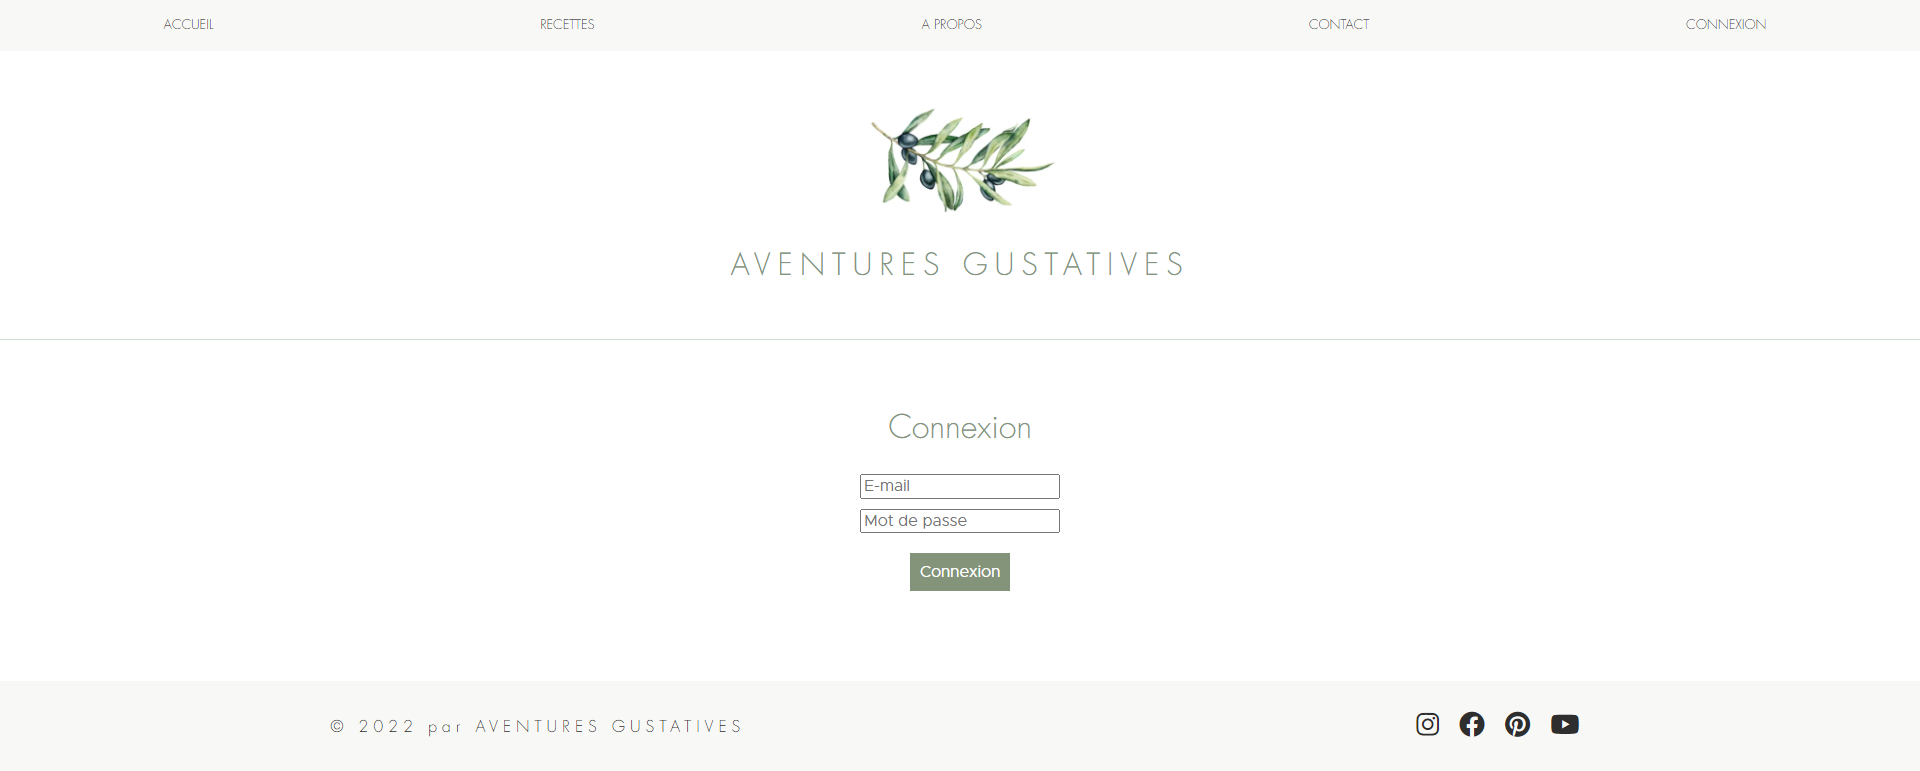 ACCUEIL RECETTES A PROPOS CONTACT CONNEXION
AVENTURES GUSTATIVES
Connexion
E-mail
Mot de passe
Connexion
© 2022 par AVENTURES GUSTATIVES